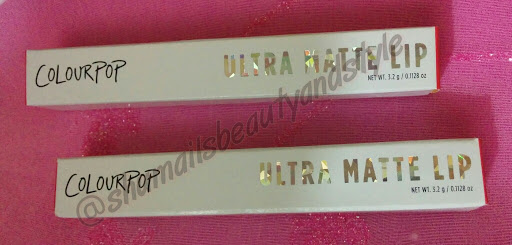 COLOURPOP
ULTRA MATTE LIP
NET WT. 3.2 g / 0.1128 oz
COLOURPOP
ULTRA MATTE LIP
NET WT. 3.2 g / 0.1128 oz
@shamailsbeautyandstyle